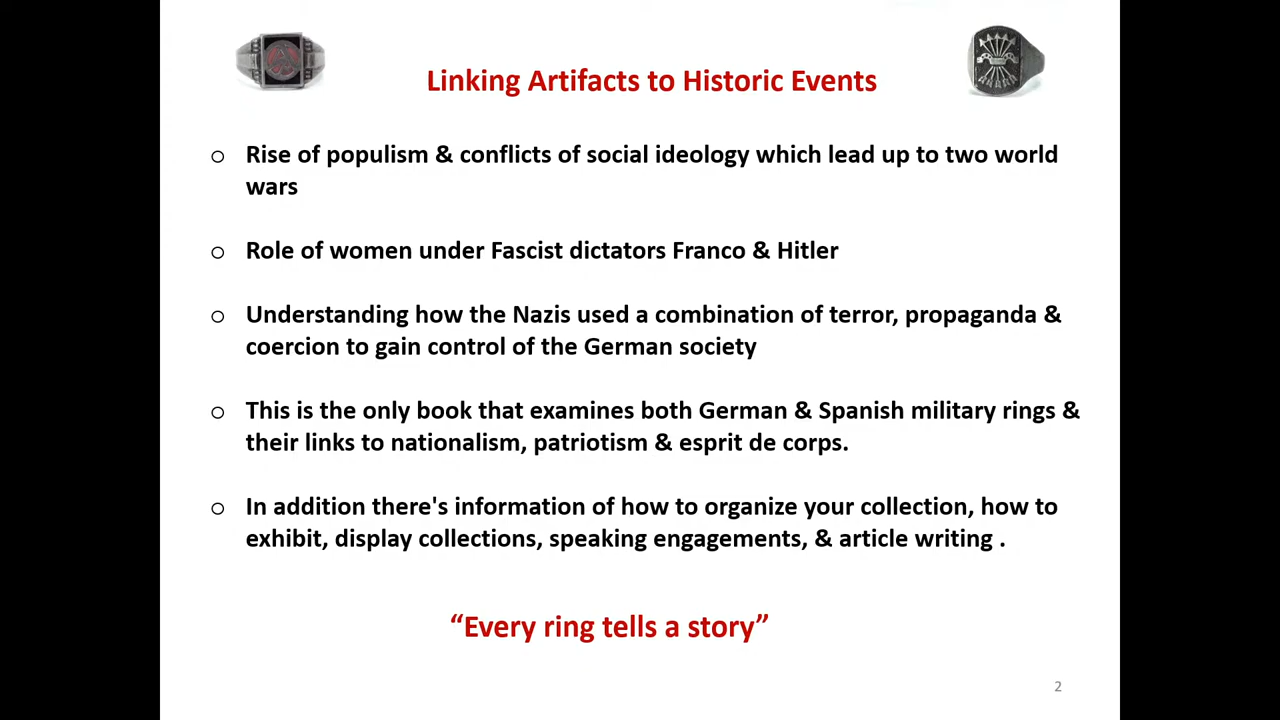 Linking Artifacts to Historic Events
o Rise of populism & conflicts of social ideology which lead up to two world
wars
o Role of women under Fascist dictators Franco & Hitler
o Understanding how the Nazis used a combination of terror, propaganda &
coercion to gain control of the German society
o This is the only book that examines both German & Spanish military rings &
their links to nationalism, patriotism & esprit de corps.
o In addition there's information of how to organize your collection, how to
exhibit, display collections, speaking engagements, & article writing .
“Every ring tells a story”
2